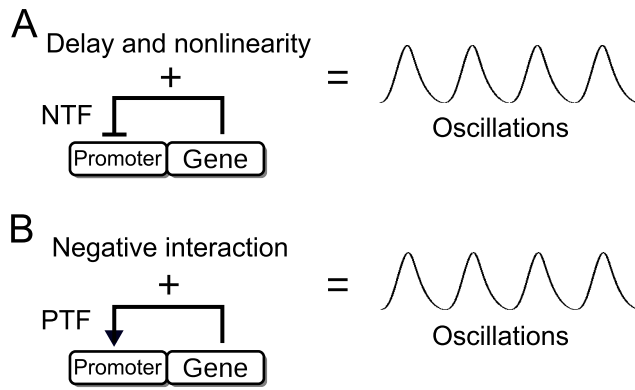 A
Delay and nonlinearity
+
=
NTF
Promoter Gene
Oscillations
B
Negative interaction
+
=
PTF
Promoter Gene
Oscillations